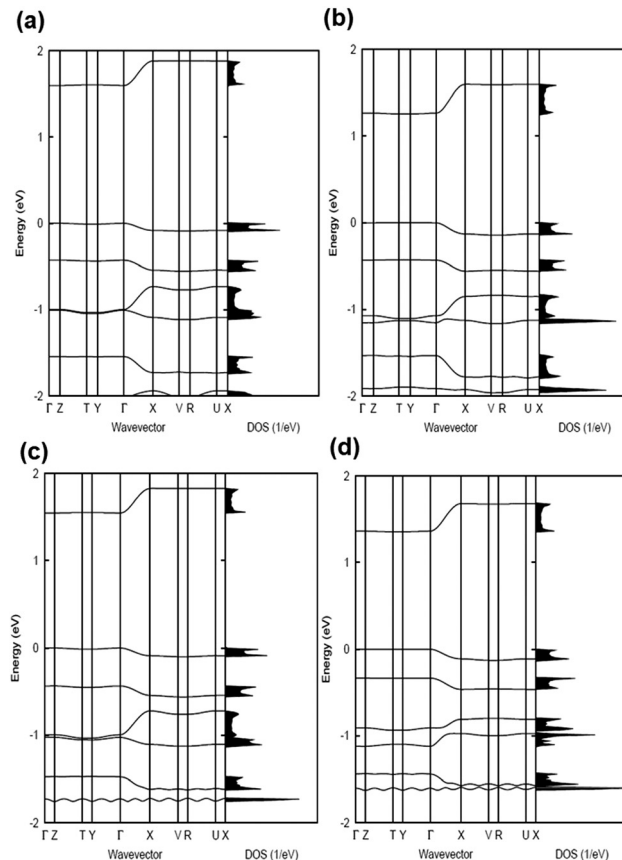 (a)
2
1
0
-1
-2
Energy (eV)
Γ Z T Y Γ X V R U X
Wavevector DOS (1/eV)
(b)
2
1
0
-1
-2
Energy (eV)
Γ Z T Y Γ X V R U X
Wavevector DOS (1/eV)
(c)
2
1
0
-1
-2
Energy (eV)
Γ Z T Y Γ X V R U X
Wavevector DOS (1/eV)
(d)
2
1
0
-1
-2
Energy (eV)
Γ Z T Y Γ X V R U X
Wavevector DOS (1/eV)